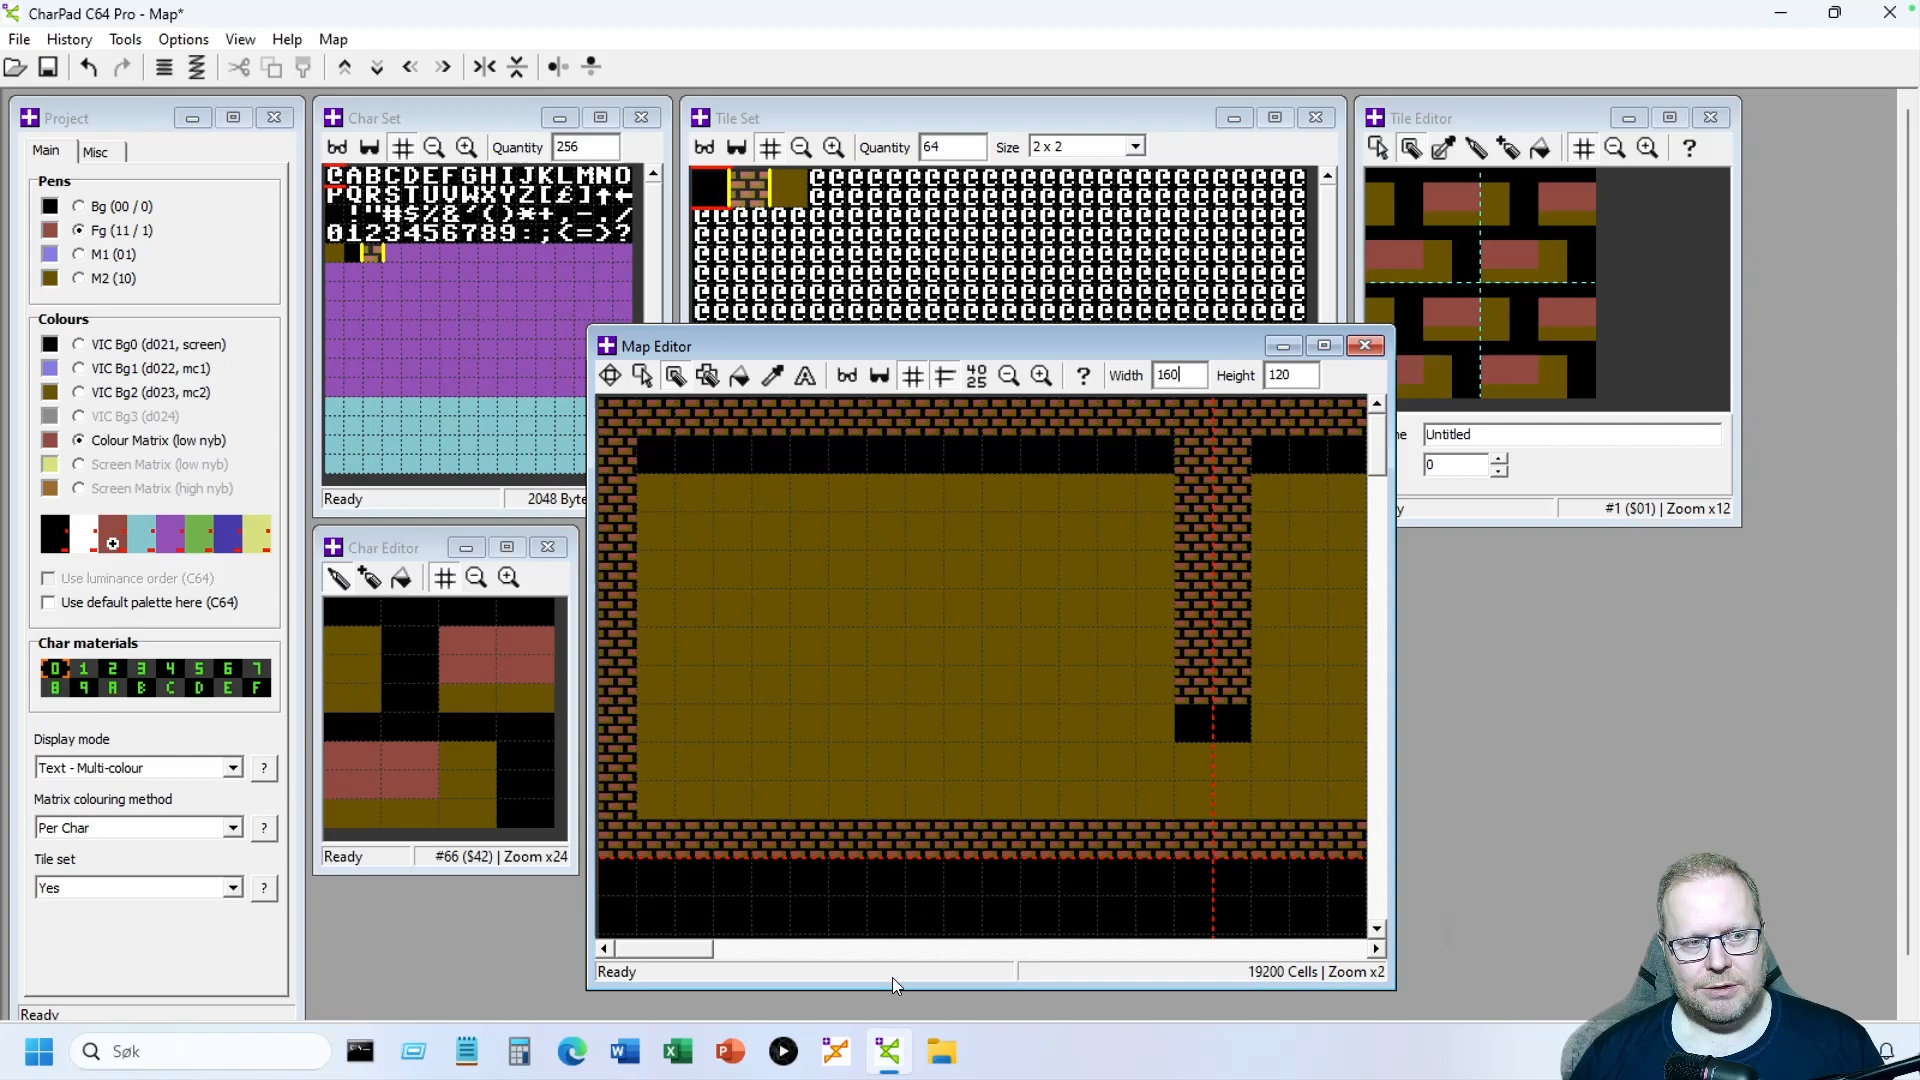 CharPad C64 Pro - Map*
File History Tools Options View Help Map
Project
Main Misc
Pens
Bg (00 / 0)
Fg (11 / 1)
M1 (01)
M2 (10)
Colours
VIC Bg0 (d021, screen)
VIC Bg1 (d022, mc1)
VIC Bg2 (d023, mc2)
VIC Bg3 (d024)
Colour Matrix (low nyb)
Screen Matrix (low nyb)
Screen Matrix (high nyb)
Use luminance order (C64)
Use default palette here (C64)
Char materials
0 1 2 3 4 5 6 7
8 9 A B C D E F
Display mode
Text - Multi-colour ?
Matrix colouring method
Per Char ?
Tile set
Yes ?
Ready
Char Set
Quantity 256
@ABCDEFGHIJKLMNO
PQRSTUVWXYZ[£]↑←
!"#$%&'()*+,-./
0123456789:;<=>?
Ready 2048 Byte
Char Editor
Ready #66 ($42) | Zoom x24
Tile Set
Quantity 64 Size 2 x 2
Tile Editor
?
Untitled
0
#1 ($01) | Zoom x12
Map Editor
40
25
? Width 160 Height 120
Ready 19200 Cells | Zoom x2
Søk